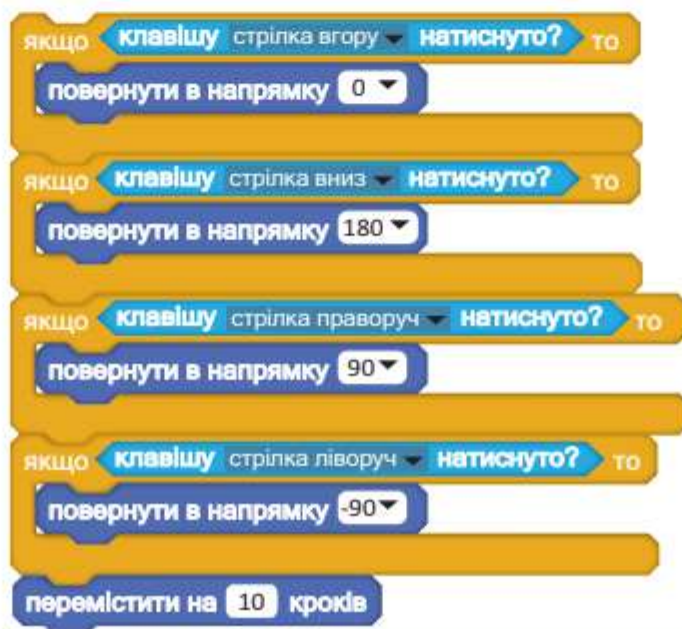 якщо клавішу стрілка вгору натиснуто? то
повернути в напрямку 0
якщо клавішу стрілка вниз натиснуто? то
повернути в напрямку 180
якщо клавішу стрілка праворуч натиснуто? то
повернути в напрямку 90
якщо клавішу стрілка ліворуч натиснуто? то
повернути в напрямку -90
перемістити на 10 кроків